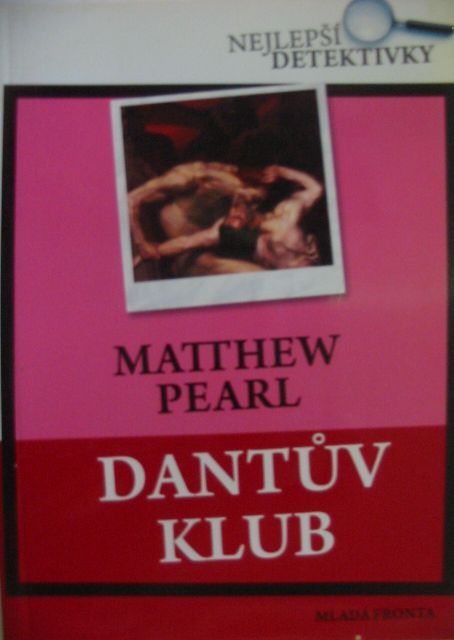 NEJLEPŠÍ
DETEKTIVKY
MATTHEW
PEARL
DANTŮV
KLUB
MLADÁ FRONTA